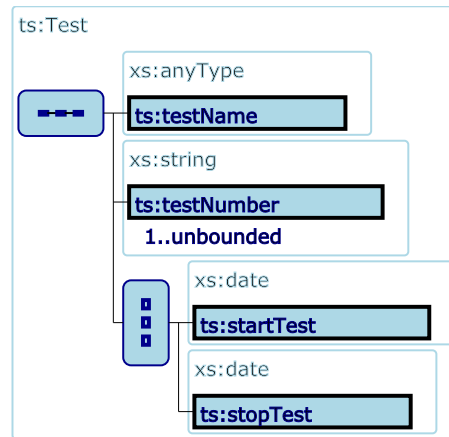 ts:Test
xs:anyType
ts:testName
xs:string
ts:testNumber
1..unbounded
xs:date
ts:startTest
xs:date
ts:stopTest